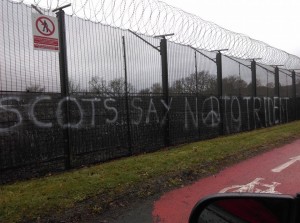 SCOTS SAY NO TO TRIDENT